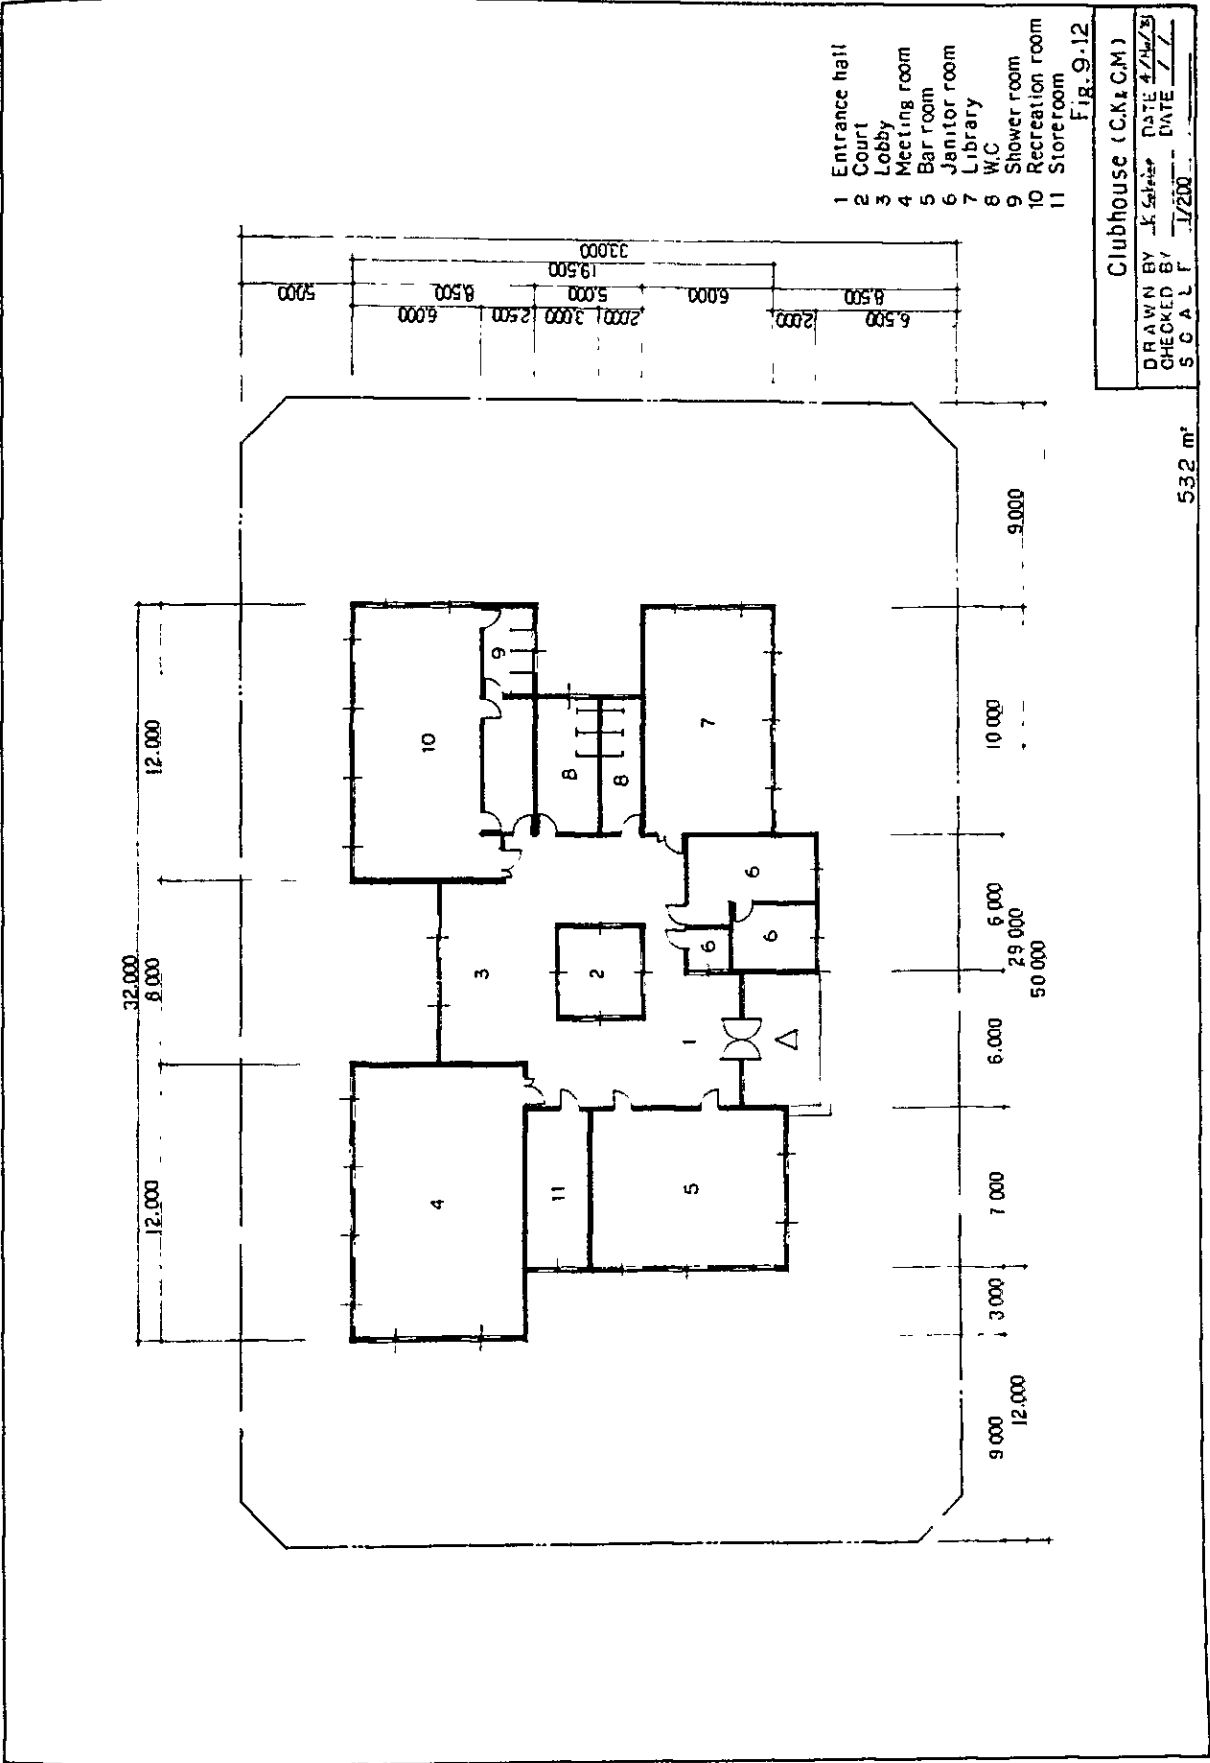 32.000
12.000
8.000
12.000
4
3
10
9
11
2
8
8
5
1
6
6
6
7
5.000
8.500
5.000
6.000
8.500
6.000
2.500
3.000
2.000
2.000
6.500
19.500
33.000
9 000
3 000
7 000
6.000
6 000
10 000
9.000
12.000
29 000
50 000
1 Entrance hall
2 Court
3 Lobby
4 Meeting room
5 Bar room
6 Janitor room
7 Library
8 W.C
9 Shower room
10 Recreation room
11 Storeroom
Fig. 9-12
532 m²
Clubhouse (C.K & C.M)
DRAWN BY K DATE
CHECKED BY DATE / /
SCALE 1/200